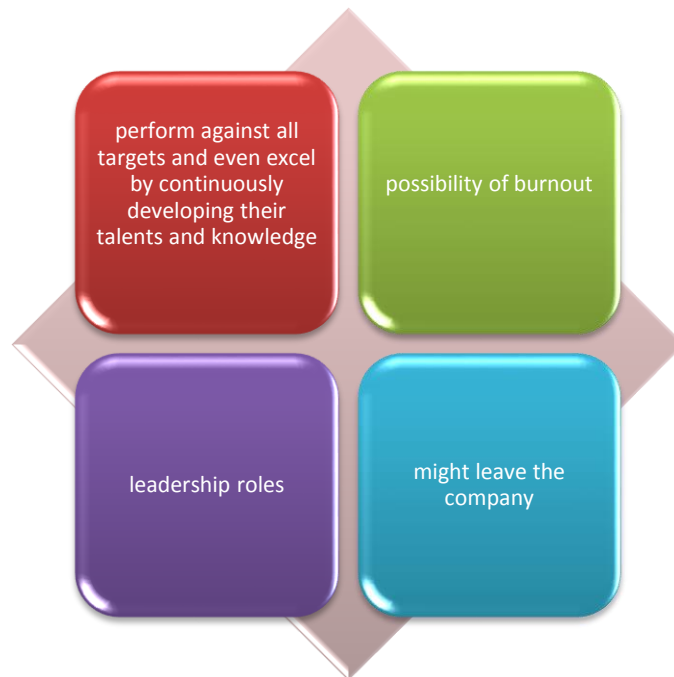 perform against all
targets and even excel
by continuously
developing their
talents and knowledge
possibility of burnout
leadership roles
might leave the
company